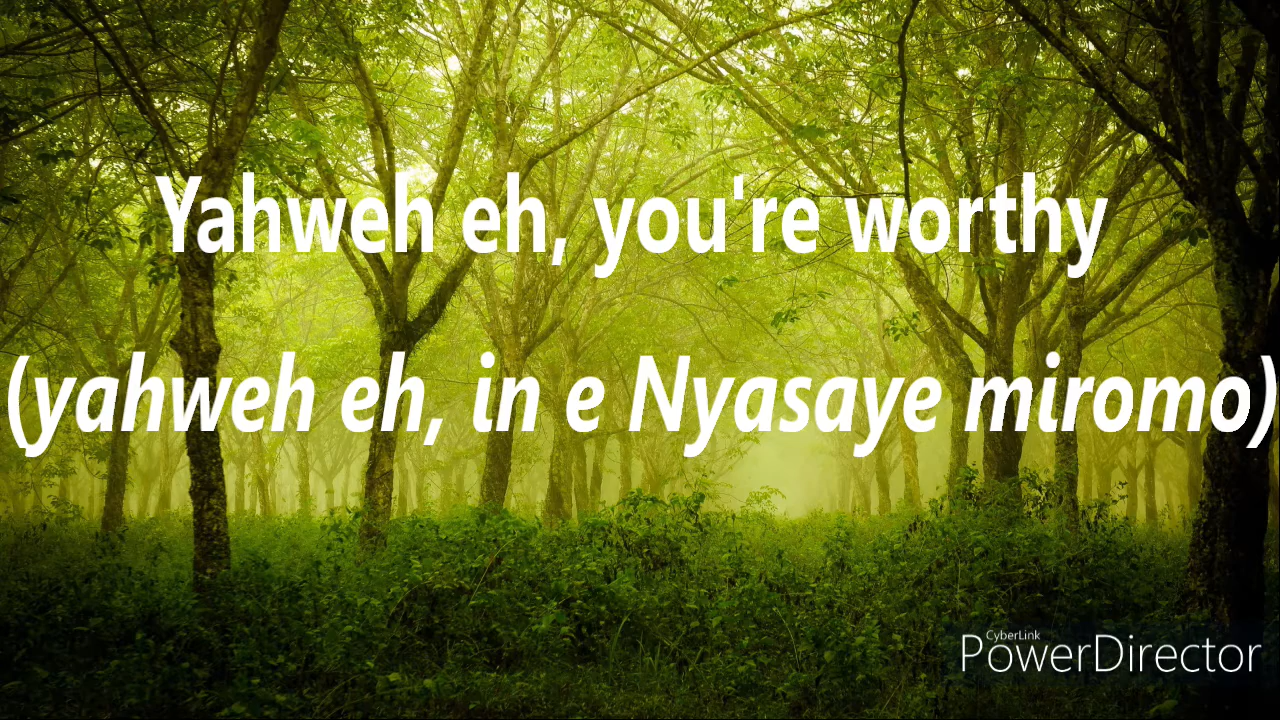 Yahweh eh, you're worthy
(yahweh eh, in e Nyasaye miromo)
CyberLink
PowerDirector